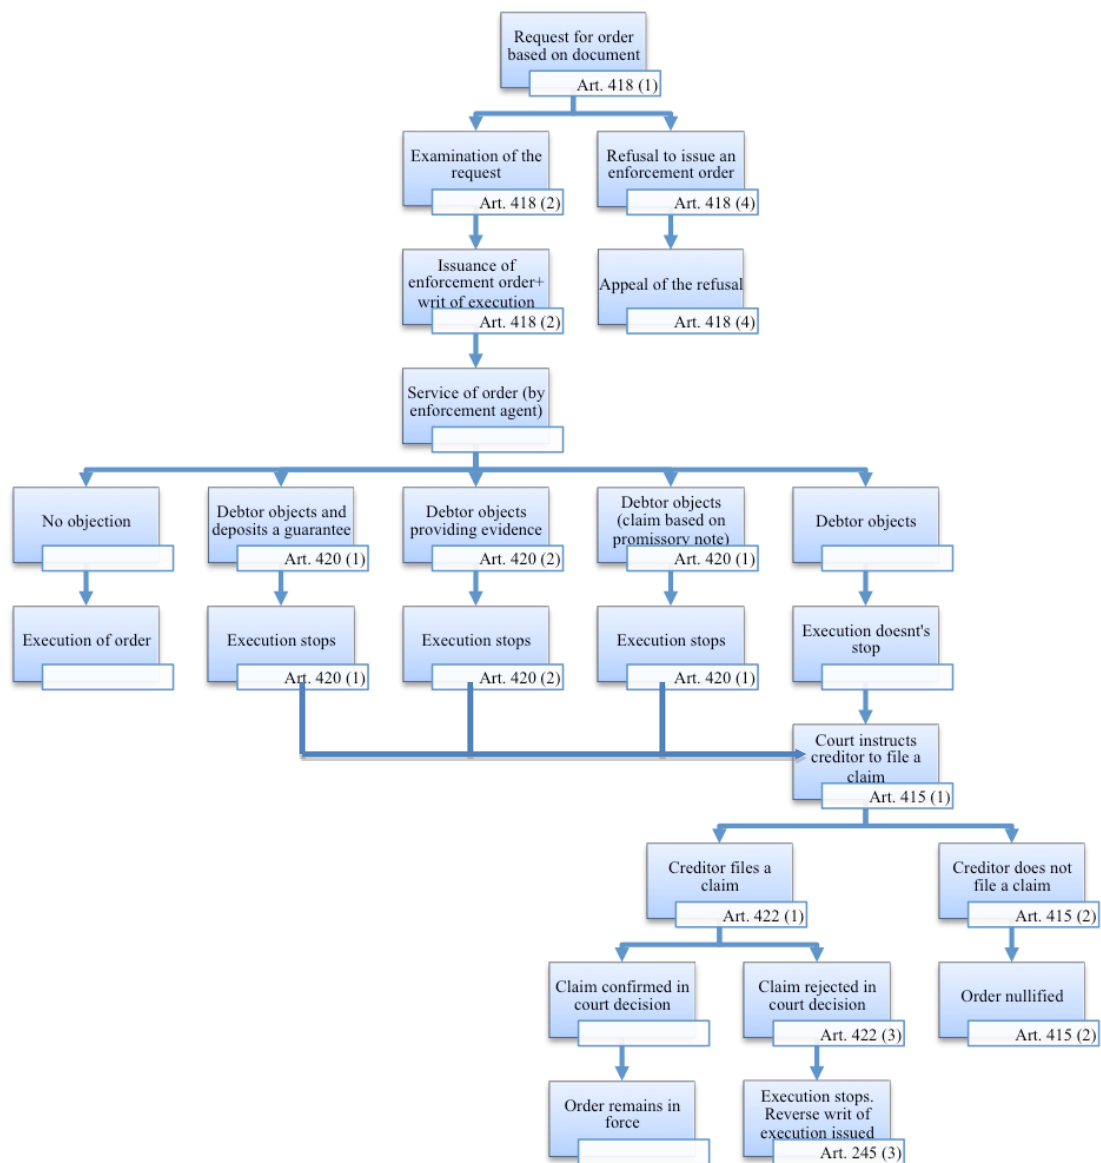 Request for order
based on document
Art. 418 (1)
Examination of the
request
Art. 418 (2)
Refusal to issue an
enforcement order
Art. 418 (4)
Issuance of
enforcement order+
writ of execution
Art. 418 (2)
Appeal of the refusal
Art. 418 (4)
Service of order (by
enforcement agent)
No objection
Debtor objects and
deposits a guarantee
Art. 420 (1)
Debtor objects
providing evidence
Art. 420 (2)
Debtor objects
(claim based on
promissory note)
Art. 420 (1)
Debtor objects
Execution of order
Execution stops
Art. 420 (1)
Execution stops
Art. 420 (2)
Execution stops
Art. 420 (1)
Execution doesnt's
stop
Court instructs
creditor to file a
claim
Art. 415 (1)
Creditor files a
claim
Art. 422 (1)
Creditor does not
file a claim
Art. 415 (2)
Claim confirmed in
court decision
Claim rejected in
court decision
Art. 422 (3)
Order nullified
Art. 415 (2)
Order remains in
force
Execution stops.
Reverse writ of
execution issued
Art. 245 (3)